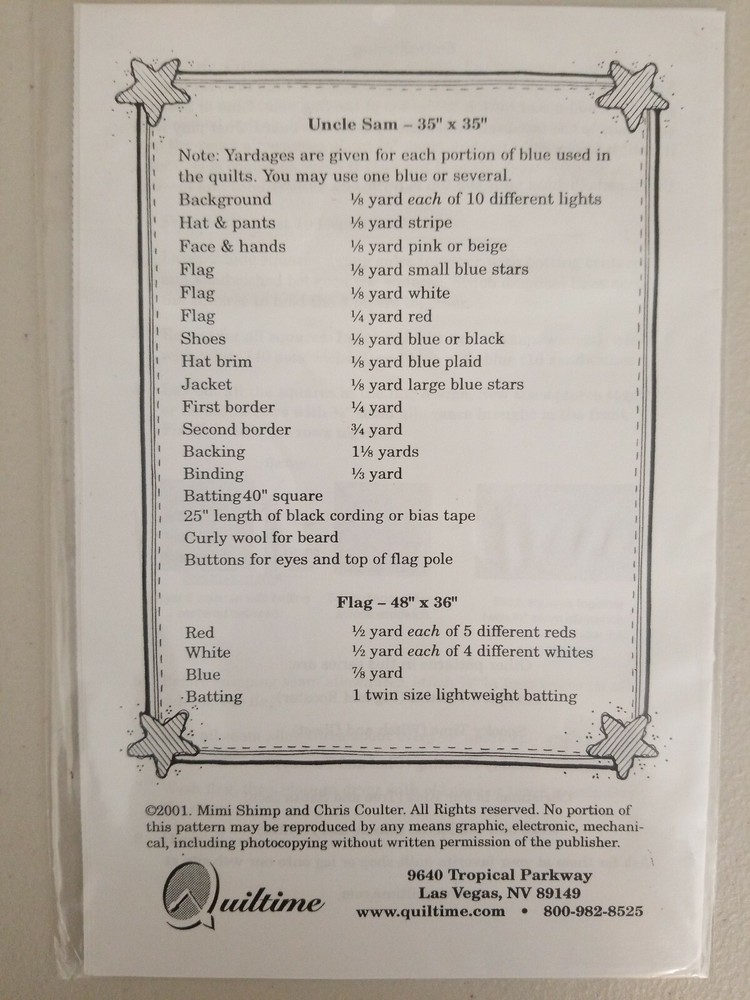 Uncle Sam – 35" x 35"
Note: Yardages are given for each portion of blue used in
the quilts. You may use one blue or several.
Background ⅛ yard each of 10 different lights
Hat & pants ⅛ yard stripe
Face & hands ⅛ yard pink or beige
Flag ⅛ yard small blue stars
Flag ⅛ yard white
Flag ¼ yard red
Shoes ⅛ yard blue or black
Hat brim ⅛ yard blue plaid
Jacket ⅛ yard large blue stars
First border ¼ yard
Second border ¾ yard
Backing 1⅛ yards
Binding ⅓ yard
Batting40" square
25" length of black cording or bias tape
Curly wool for beard
Buttons for eyes and top of flag pole
Flag – 48" x 36"
Red ½ yard each of 5 different reds
White ½ yard each of 4 different whites
Blue ⅞ yard
Batting 1 twin size lightweight batting
©2001. Mimi Shimp and Chris Coulter. All Rights reserved. No portion of
this pattern may be reproduced by any means graphic, electronic, mechani-
cal, including photocopying without written permission of the publisher.
Quiltime
9640 Tropical Parkway
Las Vegas, NV 89149
www.quiltime.com • 800-982-8525